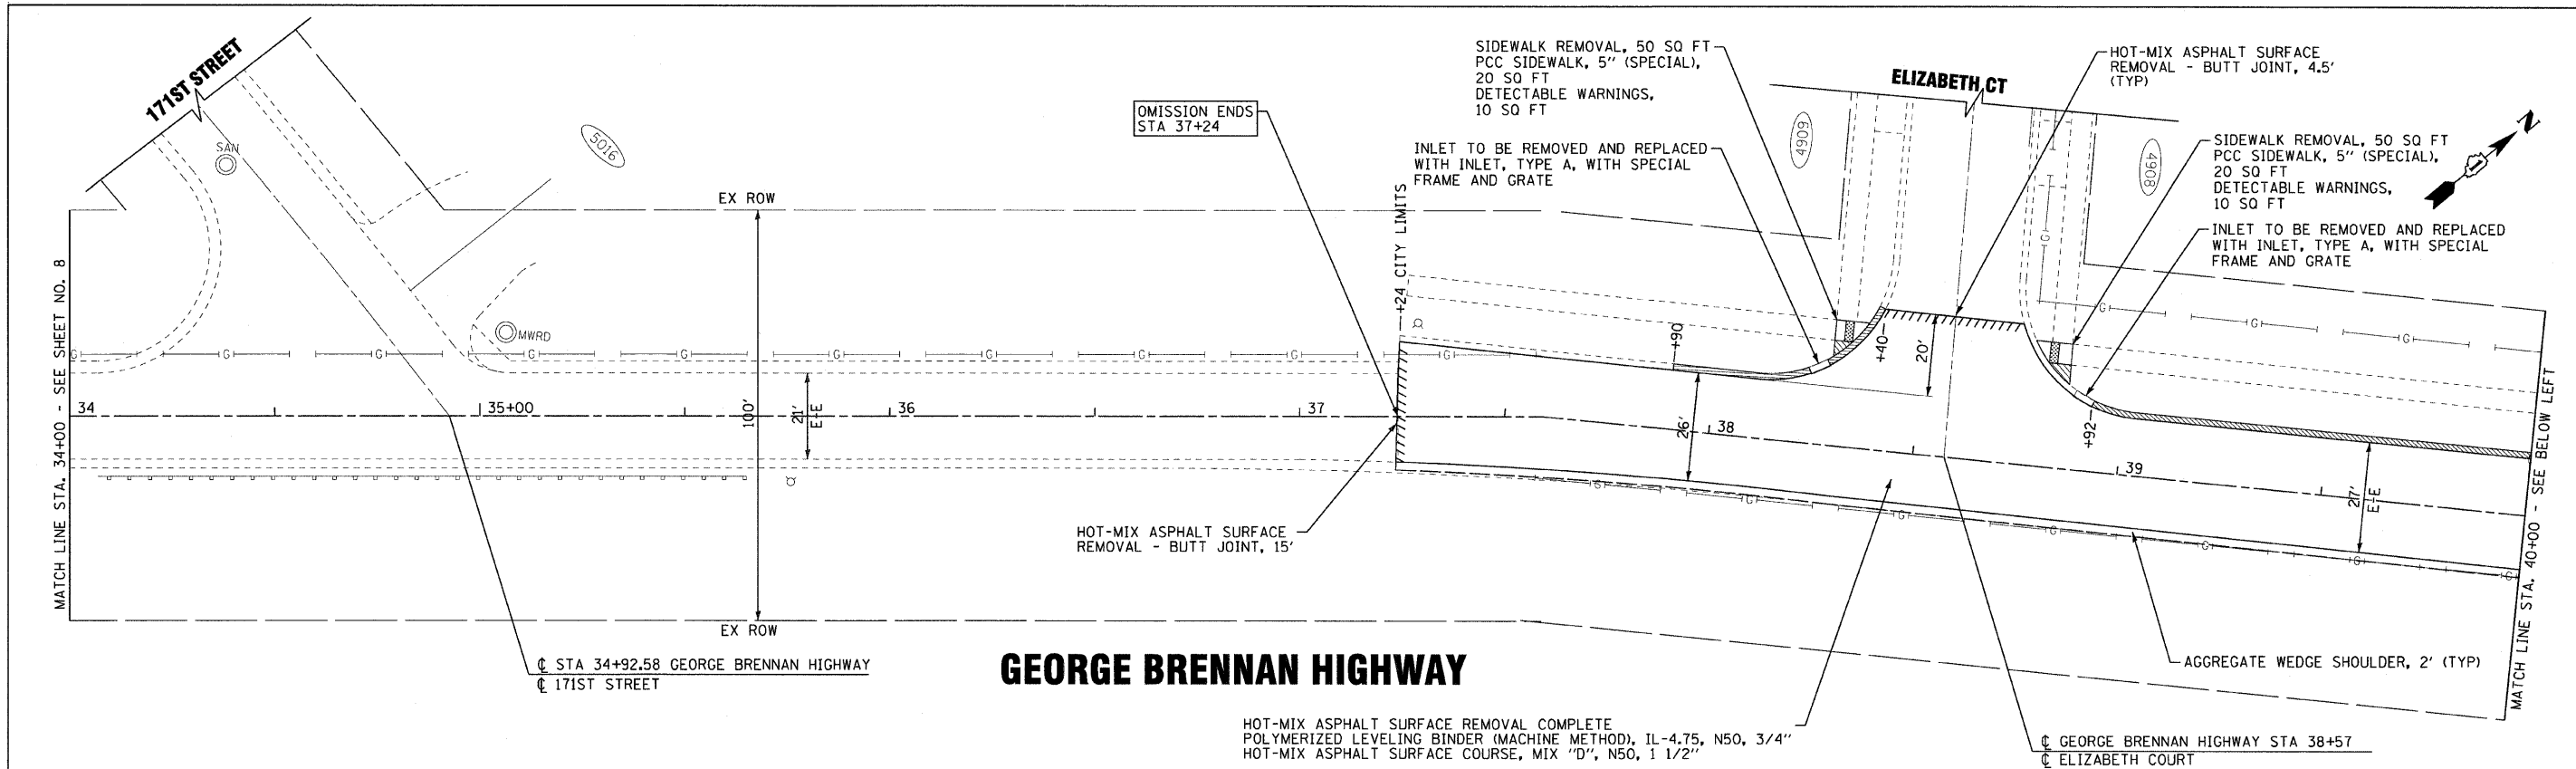 171ST STREET
SAN
5016
MWRD
EX ROW
OMISSION ENDS
STA 37+24
SIDEWALK REMOVAL, 50 SQ FT
PCC SIDEWALK, 5" (SPECIAL),
20 SQ FT
DETECTABLE WARNINGS,
10 SQ FT
INLET TO BE REMOVED AND REPLACED
WITH INLET, TYPE A, WITH SPECIAL
FRAME AND GRATE
ELIZABETH CT
4909
4908
HOT-MIX ASPHALT SURFACE
REMOVAL - BUTT JOINT, 4.5'
(TYP)
N
SIDEWALK REMOVAL, 50 SQ FT
PCC SIDEWALK, 5" (SPECIAL),
20 SQ FT
DETECTABLE WARNINGS,
10 SQ FT
INLET TO BE REMOVED AND REPLACED
WITH INLET, TYPE A, WITH SPECIAL
FRAME AND GRATE
MATCH LINE STA. 34+00 - SEE SHEET NO. 8
+24 CITY LIMITS
G G G G G G G G G G
G G G G
+90
+40
20'
+92
34
35+00
36
37
38
39
100'
21'
E-E
26'
27'
E-E
G G G G G G G
HOT-MIX ASPHALT SURFACE
REMOVAL - BUTT JOINT, 15'
EX ROW
MATCH LINE STA. 40+00 - SEE BELOW LEFT
℄ STA 34+92.58 GEORGE BRENNAN HIGHWAY
℄ 171ST STREET
GEORGE BRENNAN HIGHWAY
AGGREGATE WEDGE SHOULDER, 2' (TYP)
HOT-MIX ASPHALT SURFACE REMOVAL COMPLETE
POLYMERIZED LEVELING BINDER (MACHINE METHOD), IL-4.75, N50, 3/4"
HOT-MIX ASPHALT SURFACE COURSE, MIX "D", N50, 1 1/2"
℄ GEORGE BRENNAN HIGHWAY STA 38+57
℄ ELIZABETH COURT